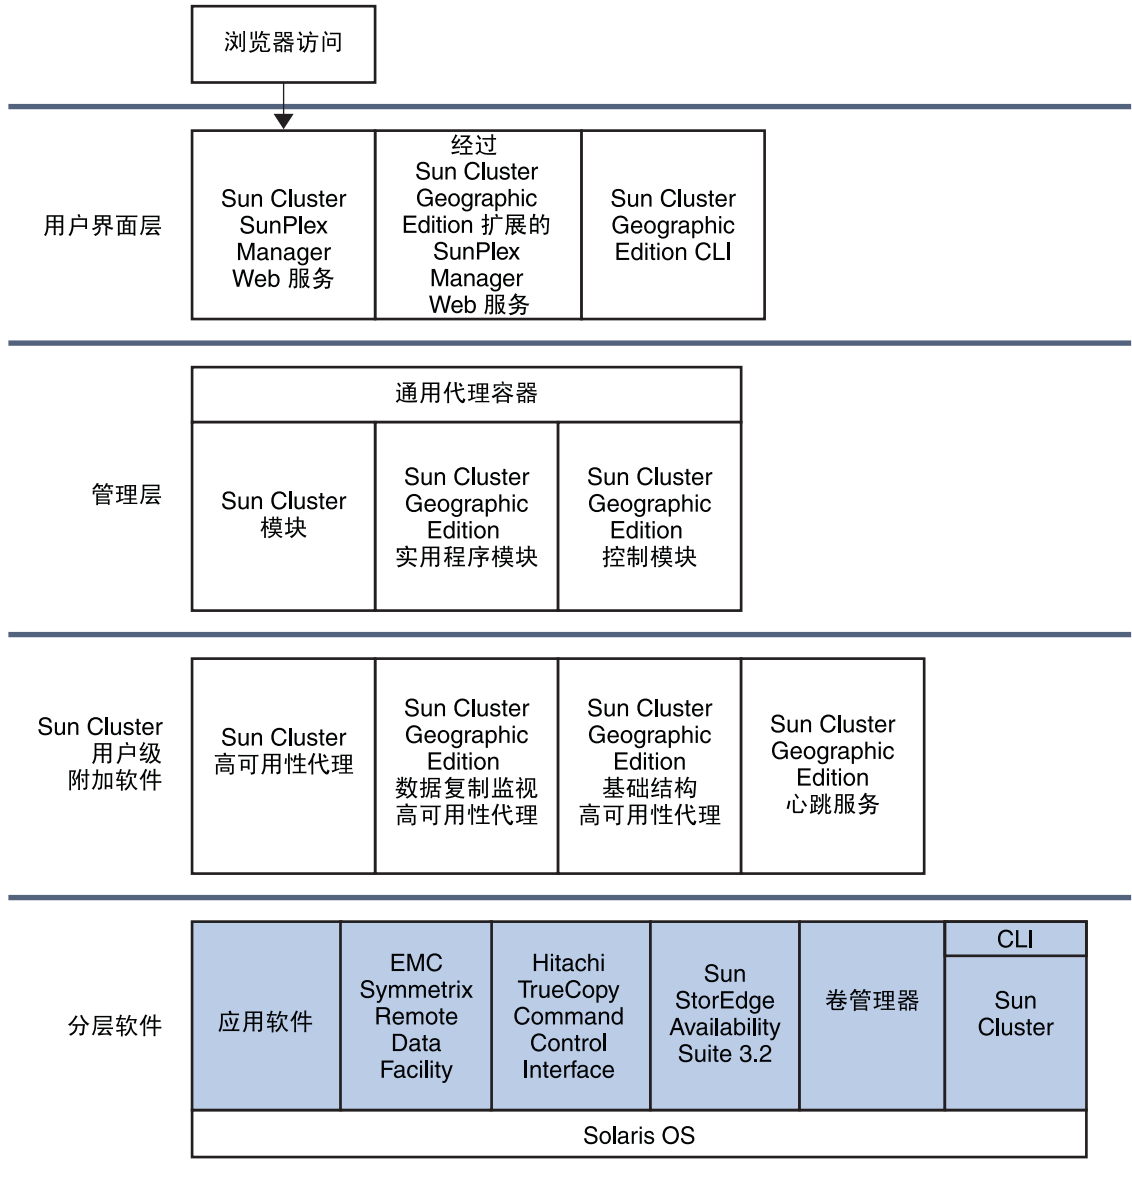 浏览器访问
用户界面层
Sun Cluster
SunPlex
Manager
Web 服务
经过
Sun Cluster
Geographic
Edition 扩展的
SunPlex
Manager
Web 服务
Sun Cluster
Geographic
Edition CLI
管理层
通用代理容器
Sun Cluster
模块
Sun Cluster
Geographic
Edition
实用程序模块
Sun Cluster
Geographic
Edition
控制模块
Sun Cluster
用户级
附加软件
Sun Cluster
高可用性代理
Sun Cluster
Geographic
Edition
数据复制监视
高可用性代理
Sun Cluster
Geographic
Edition
基础结构
高可用性代理
Sun Cluster
Geographic
Edition
心跳服务
分层软件
应用软件
EMC
Symmetrix
Remote
Data
Facility
Hitachi
TrueCopy
Command
Control
Interface
Sun
StorEdge
Availability
Suite 3.2
卷管理器
CLI
Sun
Cluster
Solaris OS